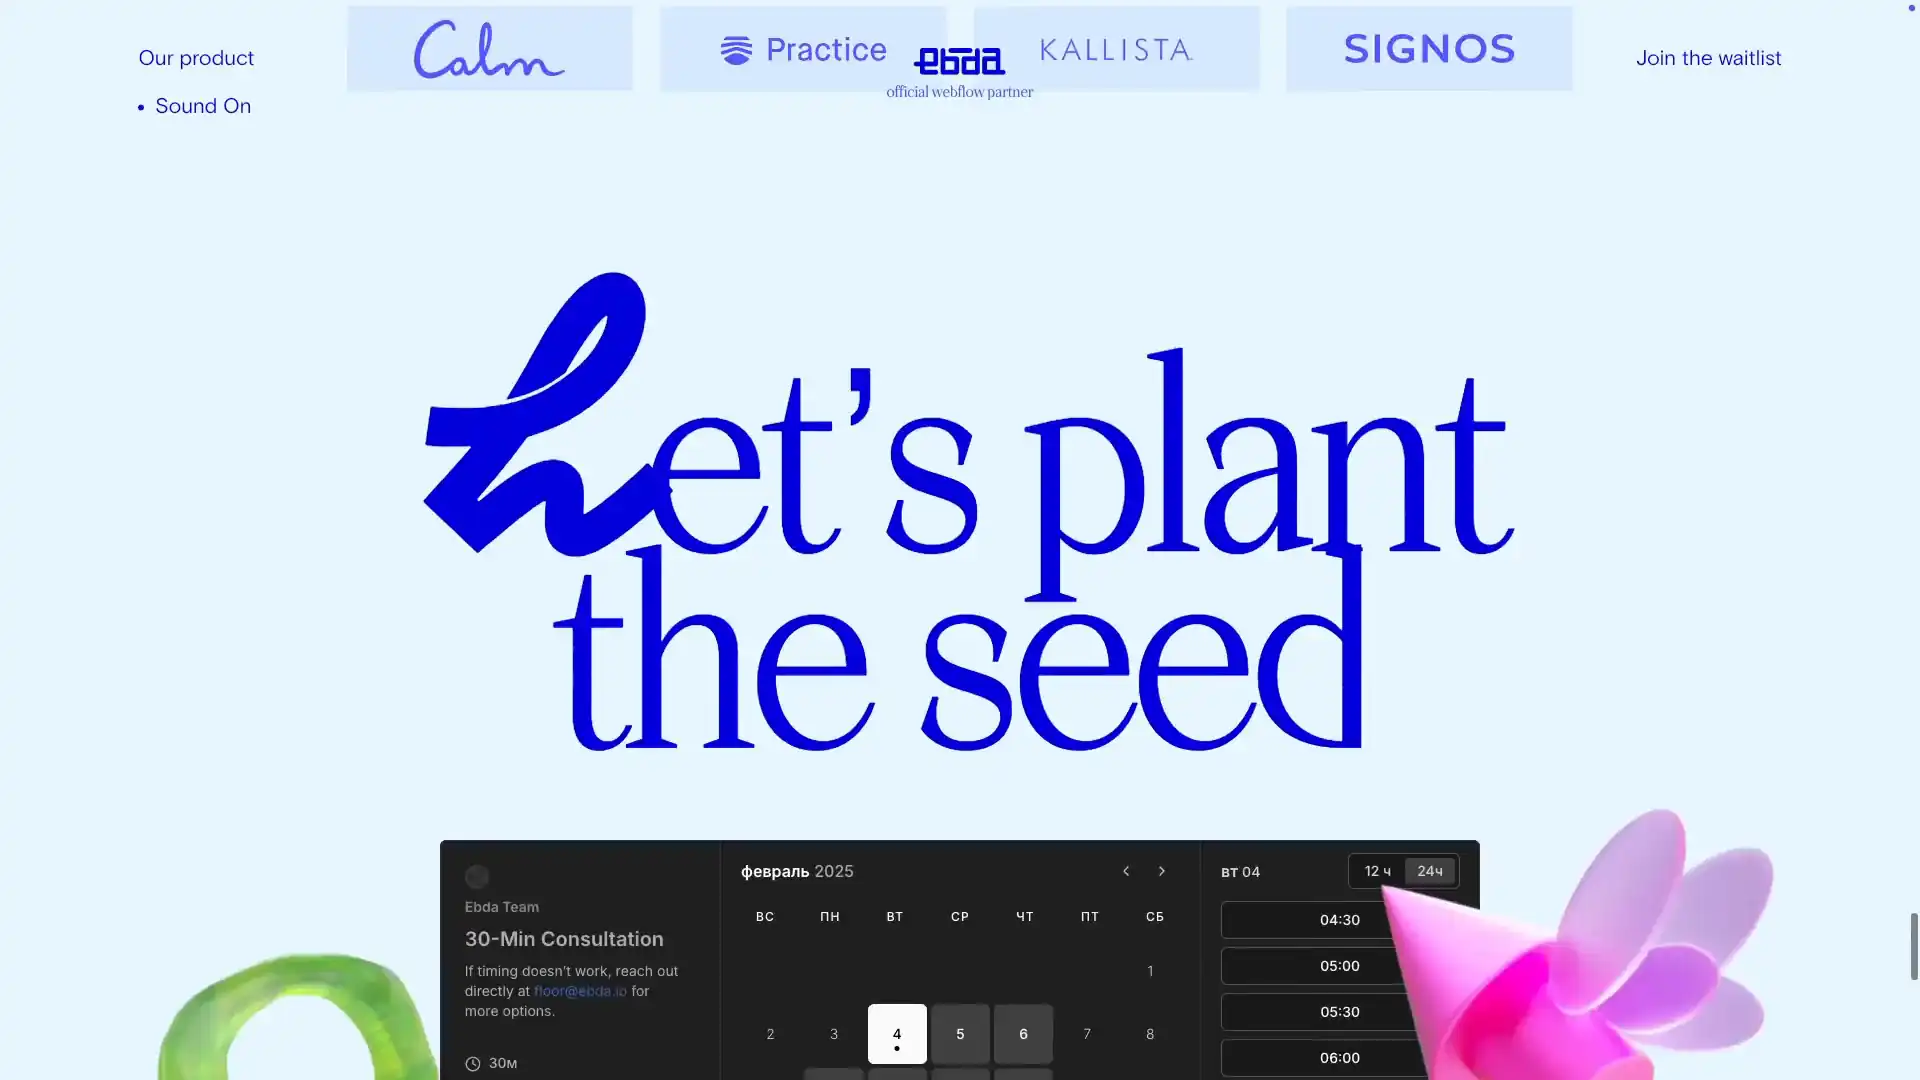 Our product
Sound On
Calm
Practice
ebda
official webflow partner
KALLISTA
SIGNOS
Join the waitlist
Let’s plant
the seed
Ebda Team
30-Min Consultation
If timing doesn't work, reach out
directly at floor@ebda.io for
more options.
30м
февраль 2025
ВС ПН ВТ СР ЧТ ПТ СБ
1
2 3 4 5 6 7 8
вт 04
12 ч 24ч
04:30
05:00
05:30
06:00